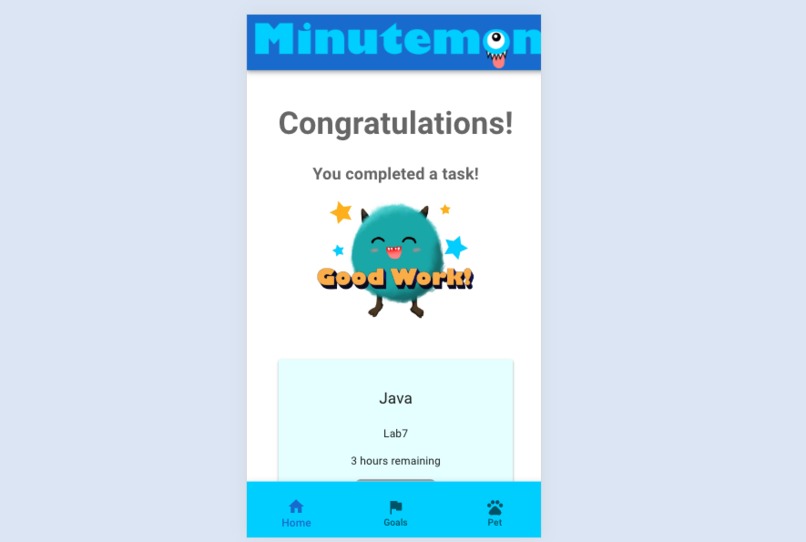 Minutemon
Congratulations!
You completed a task!
Good Work!
Java
Lab7
3 hours remaining
Home
Goals
Pet